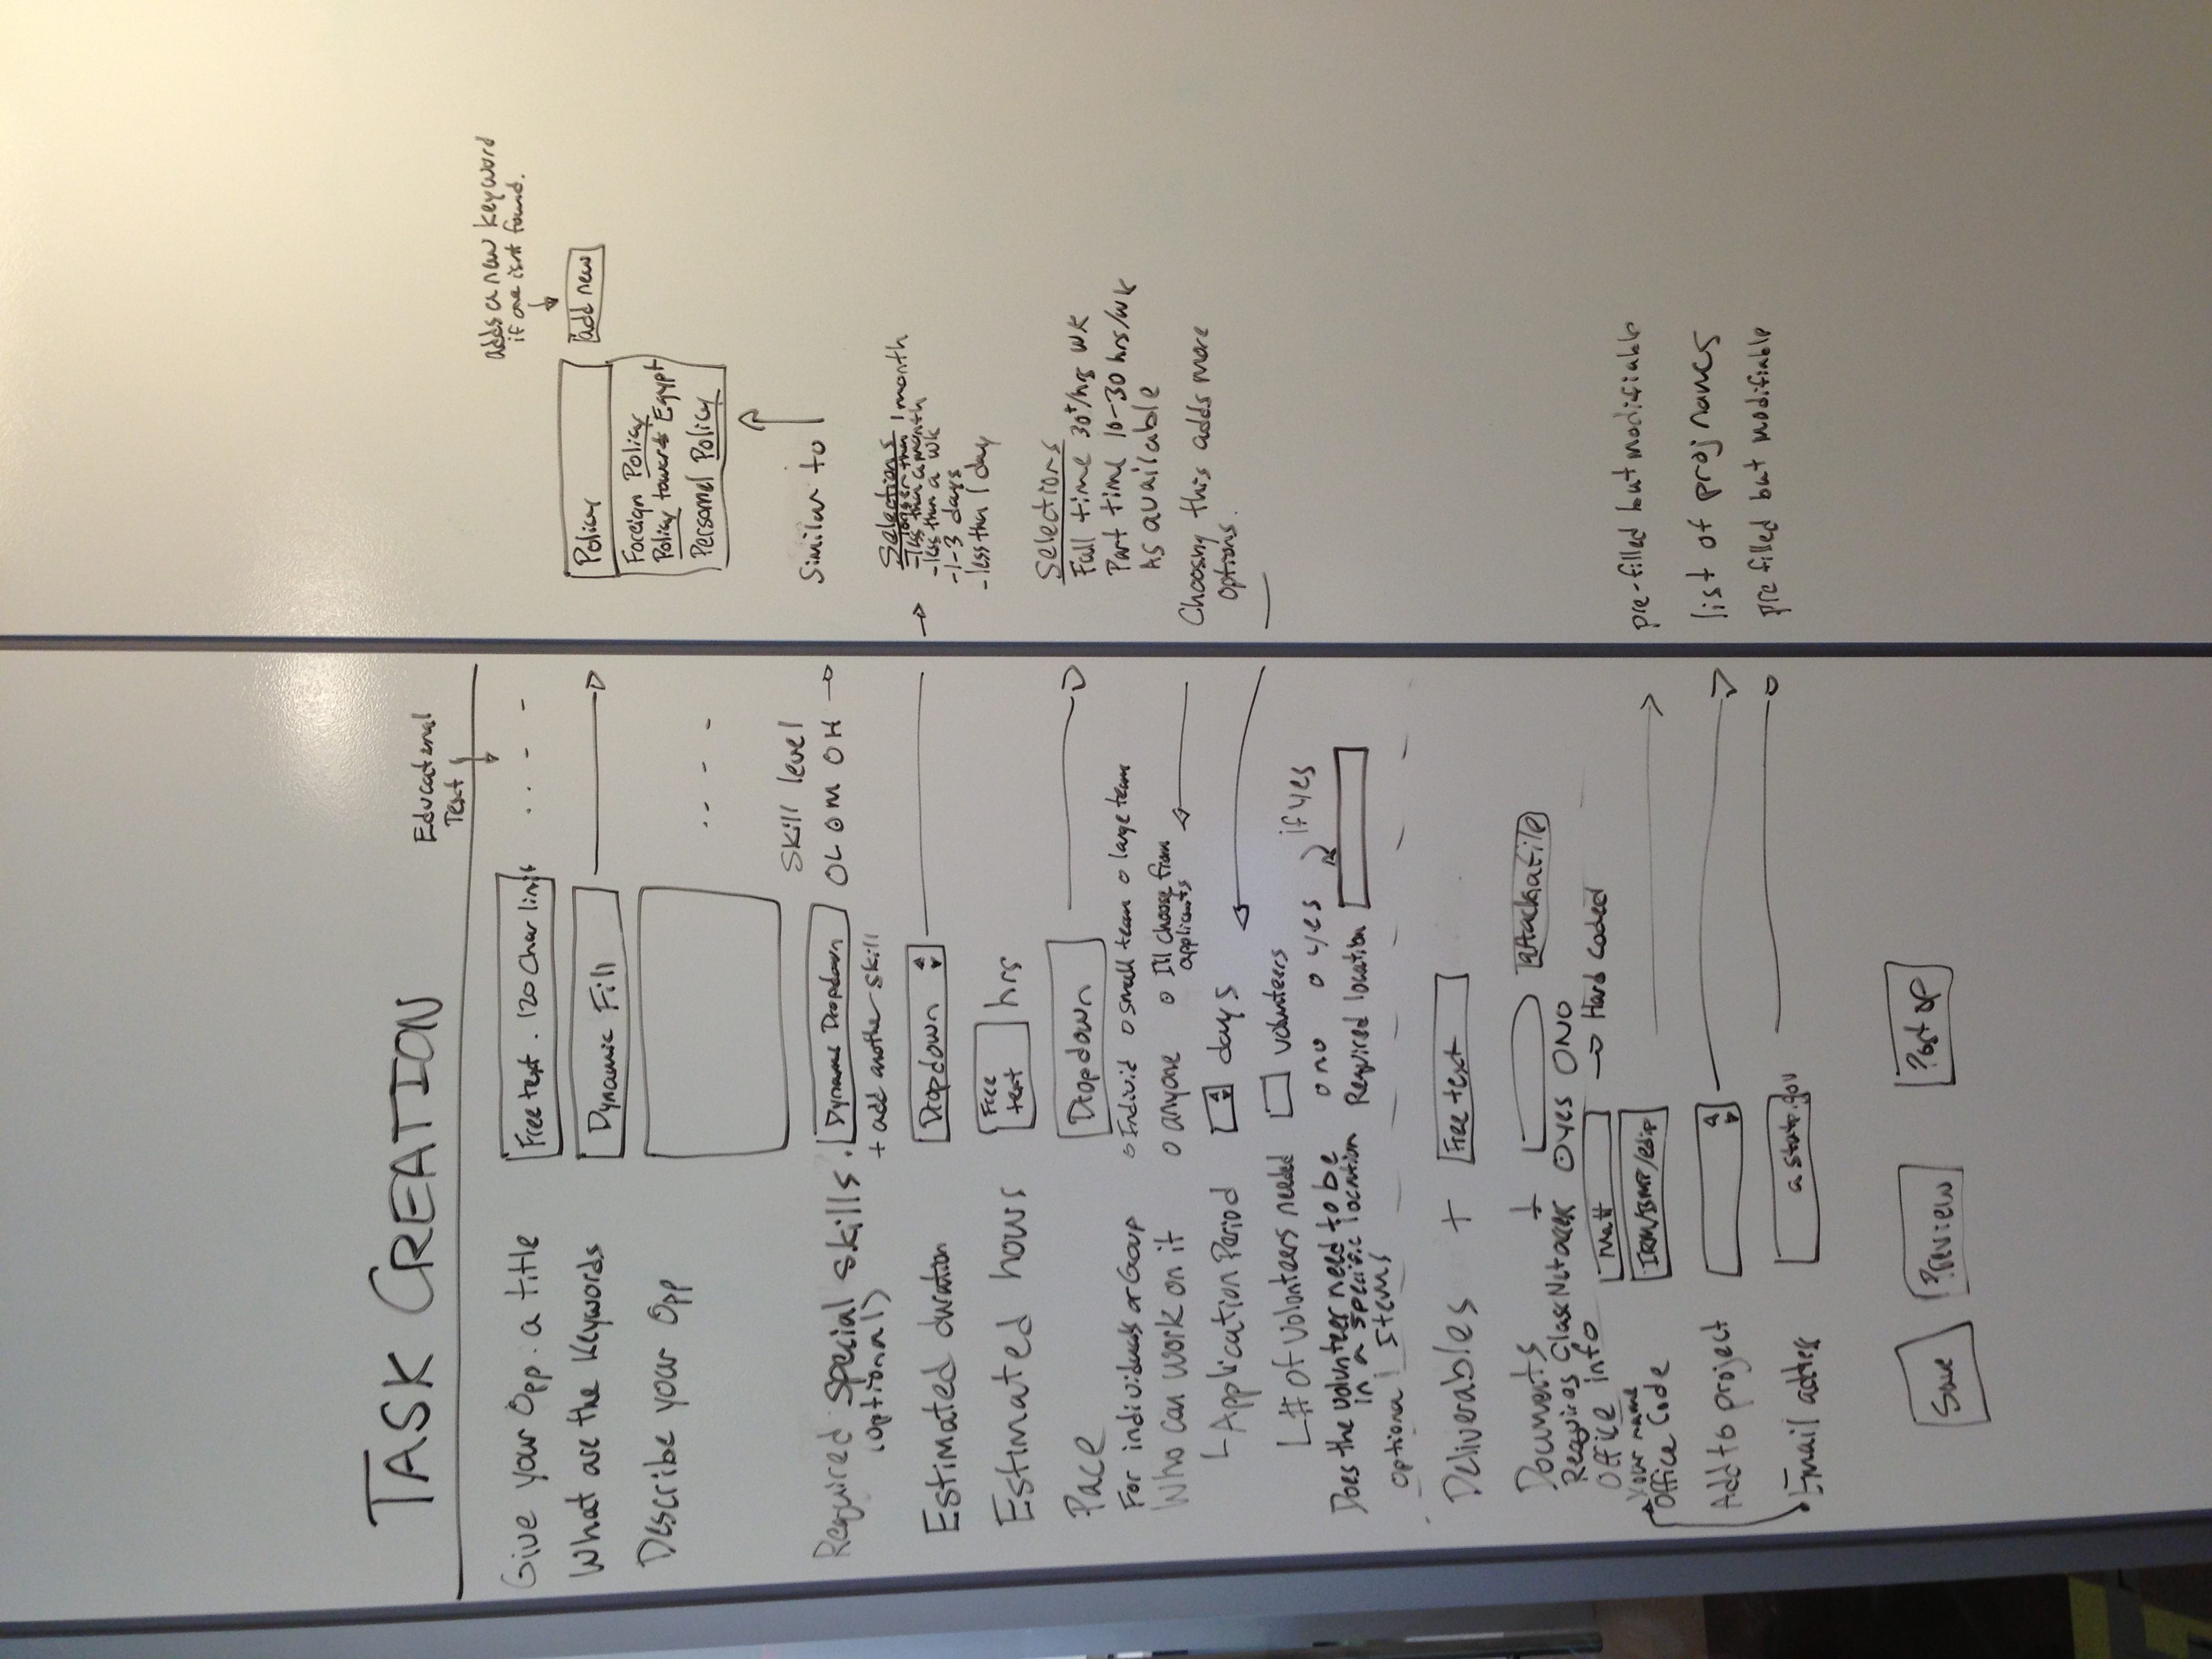 TASK CREATION
Educational
Text
Give your Opp. a title
Free text. 120 Char limit
What are the Keywords
Dynamic Fill
adds a new keyword
if one isnt found.
Policy
add new
Foreign Policy
Policy towards Egypt
Personnel Policy
Describe your Opp
Similar to
Skill level
Required special skills.
(optional)
Dynamic Dropdown
O L O M O H
+ add another skill
Estimated duration
Dropdown
Selections
- longer than 1 month
- less than a month
- less than a wk
- 1-3 days
- less than 1 day
Estimated hours
Free
text
hrs
Pace
Dropdown
Selections
Full time 30+/hrs WK
Part time 10-30 hrs/wk
As available
For individuals or Goup
o Individ o small team o large team
Who can work on it
o anyone
o I'll choose from
applicants
Choosing this adds more
options.
Application Period
days
# of volunteers needed
volunteers
Does the volunteer need to be
in a specific location
o no o yes
if yes
Required location
Optional Items
Deliverables +
Free text
Documents +
attach a file
Requires ClassNet access O YES O NO
Office info
Your name
Matt
Hard Coded
Office Code
IRM/BMP/edip
pre-filled but modifiable
Add to project
list of proj names
Email address
a state.gov
pre filled but modifiable
Save
Preview
Post op